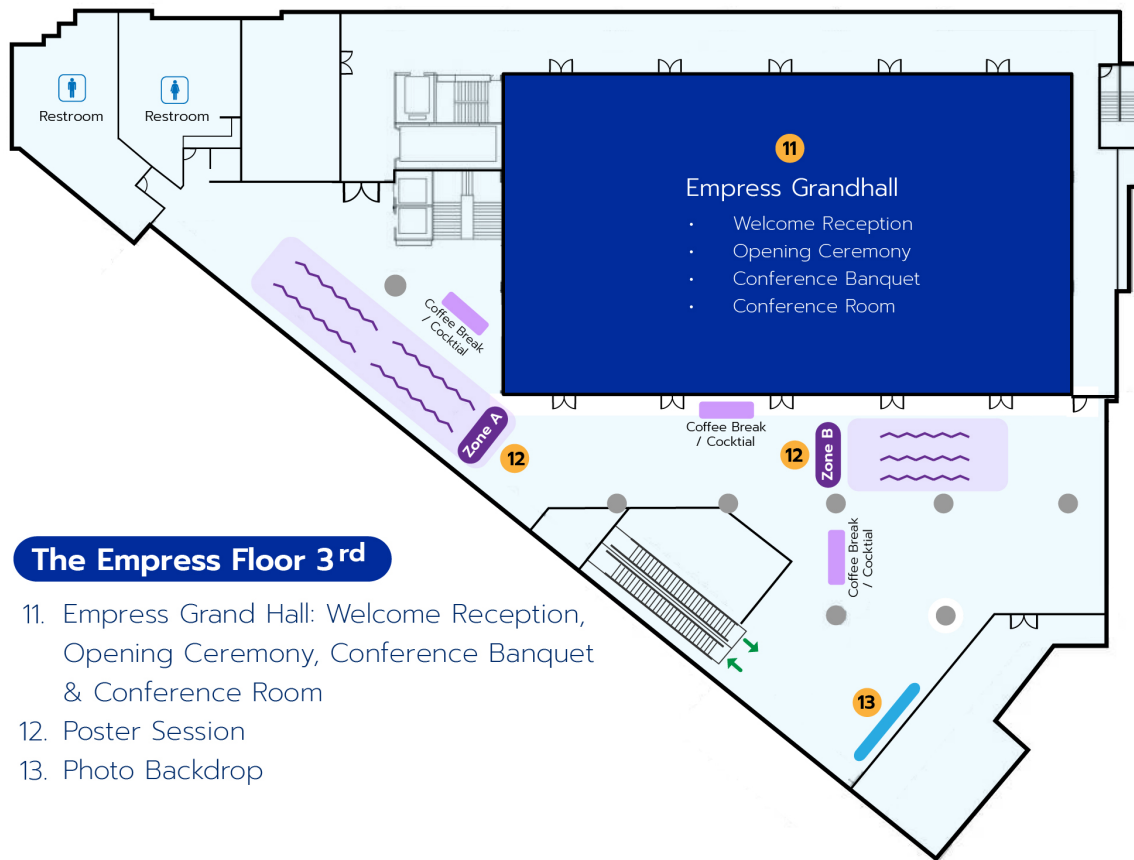 Restroom
Restroom
11
Empress Grandhall
• Welcome Reception
• Opening Ceremony
• Conference Banquet
• Conference Room
Coffee Break
/ Cocktial
Zone A
12
Coffee Break
/ Cocktial
12
Zone B
Coffee Break
/ Cocktial
13
The Empress Floor 3rd
11. Empress Grand Hall: Welcome Reception,
Opening Ceremony, Conference Banquet
& Conference Room
12. Poster Session
13. Photo Backdrop